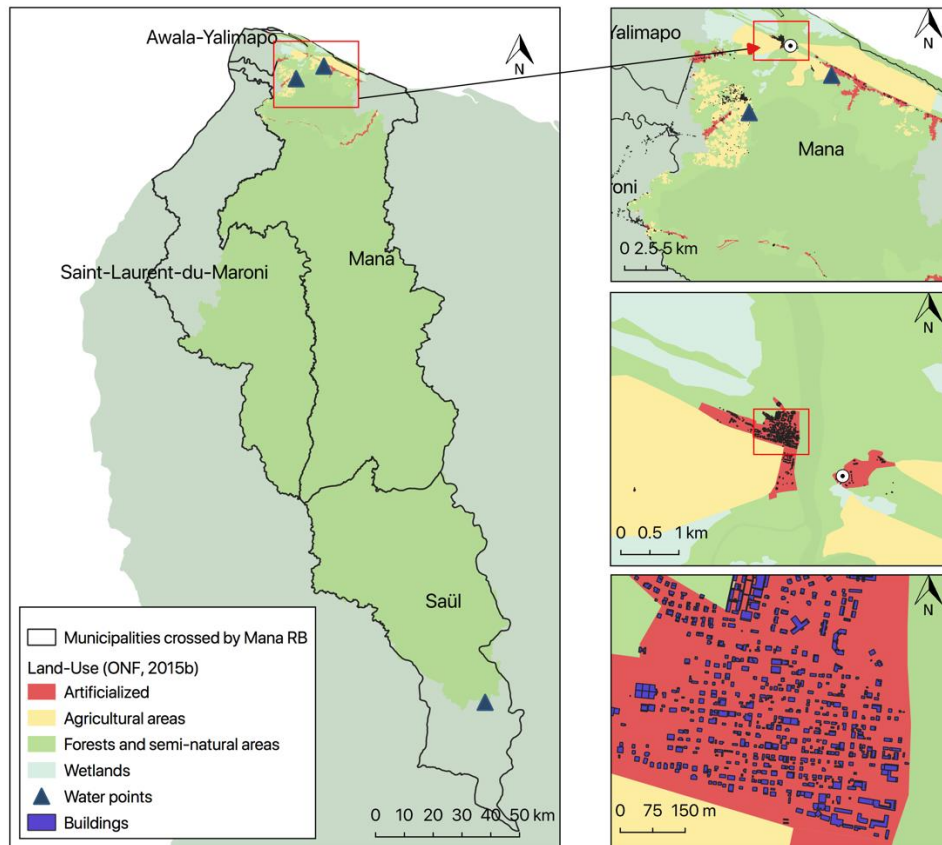 Awala-Yalimapo
N
Saint-Laurent-du-Maroni
Mana
Saül
Municipalities crossed by Mana RB
Land-Use (ONF, 2015b)
Artificialized
Agricultural areas
Forests and semi-natural areas
Wetlands
Water points
Buildings
0 10 20 30 40 50 km
Yalimapo
N
Mana
roni
0 2.5 5 km
N
0 0.5 1 km
N
0 75 150 m